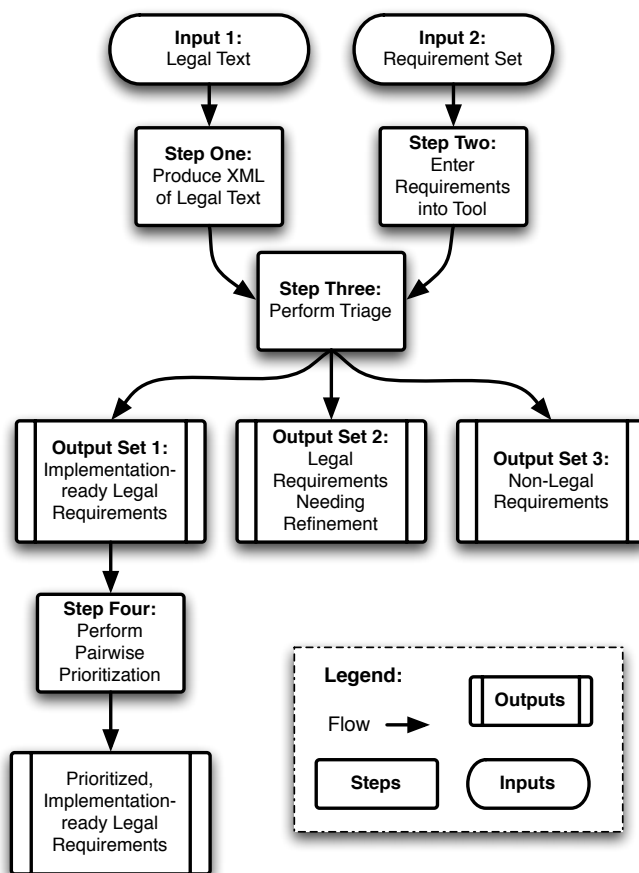 Input 1:
Legal Text
Input 2:
Requirement Set
Step One:
Produce XML
of Legal Text
Step Two:
Enter
Requirements
into Tool
Step Three:
Perform Triage
Output Set 1:
Implementation-
ready Legal
Requirements
Output Set 2:
Legal
Requirements
Needing
Refinement
Output Set 3:
Non-Legal
Requirements
Step Four:
Perform
Pairwise
Prioritization
Prioritized,
Implementation-
ready Legal
Requirements
Legend:
Flow
Outputs
Steps
Inputs